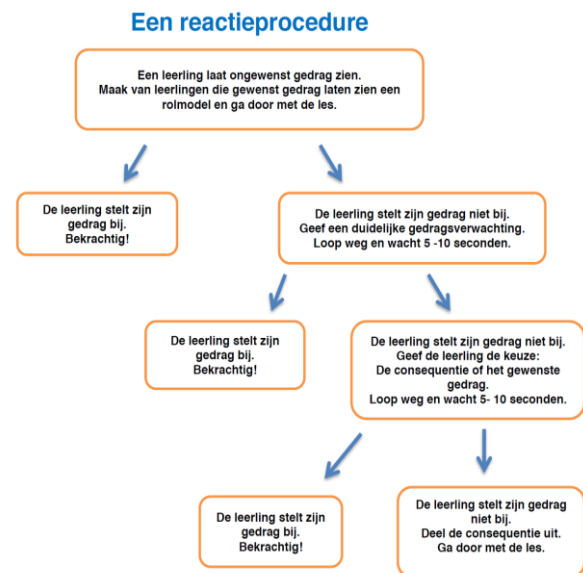 Een reactieprocedure
Een leerling laat ongewenst gedrag zien.
Maak van leerlingen die gewenst gedrag laten zien een
rolmodel en ga door met de les.
De leerling stelt zijn
gedrag bij.
Bekrachtig!
De leerling stelt zijn gedrag niet bij.
Geef een duidelijke gedragsverwachting.
Loop weg en wacht 5 -10 seconden.
De leerling stelt zijn
gedrag bij.
Bekrachtig!
De leerling stelt zijn gedrag niet bij.
Geef de leerling de keuze:
De consequentie of het gewenste
gedrag.
Loop weg en wacht 5- 10 seconden.
De leerling stelt zijn
gedrag bij.
Bekrachtig!
De leerling stelt zijn gedrag
niet bij.
Deel de consequentie uit.
Ga door met de les.